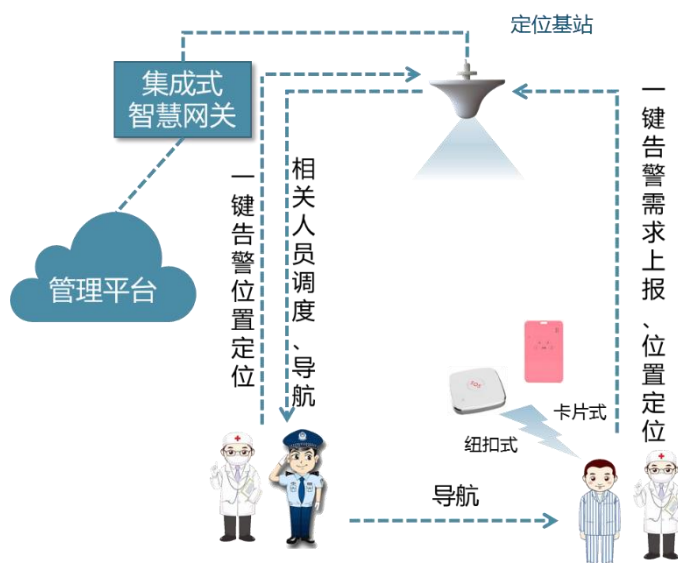 定位基站
集成式
智慧网关
管理平台
一键告警位置定位
相关人员调度、导航
一键告警需求上报、位置定位
SOS
卡片式
纽扣式
导航